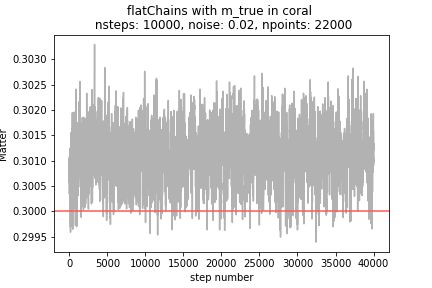 flatChains with m_true in coral
nsteps: 10000, noise: 0.02, npoints: 22000
0.3030
0.3025
0.3020
0.3015
0.3010
0.3005
0.3000
0.2995
Matter
0 5000 10000 15000 20000 25000 30000 35000 40000
step number